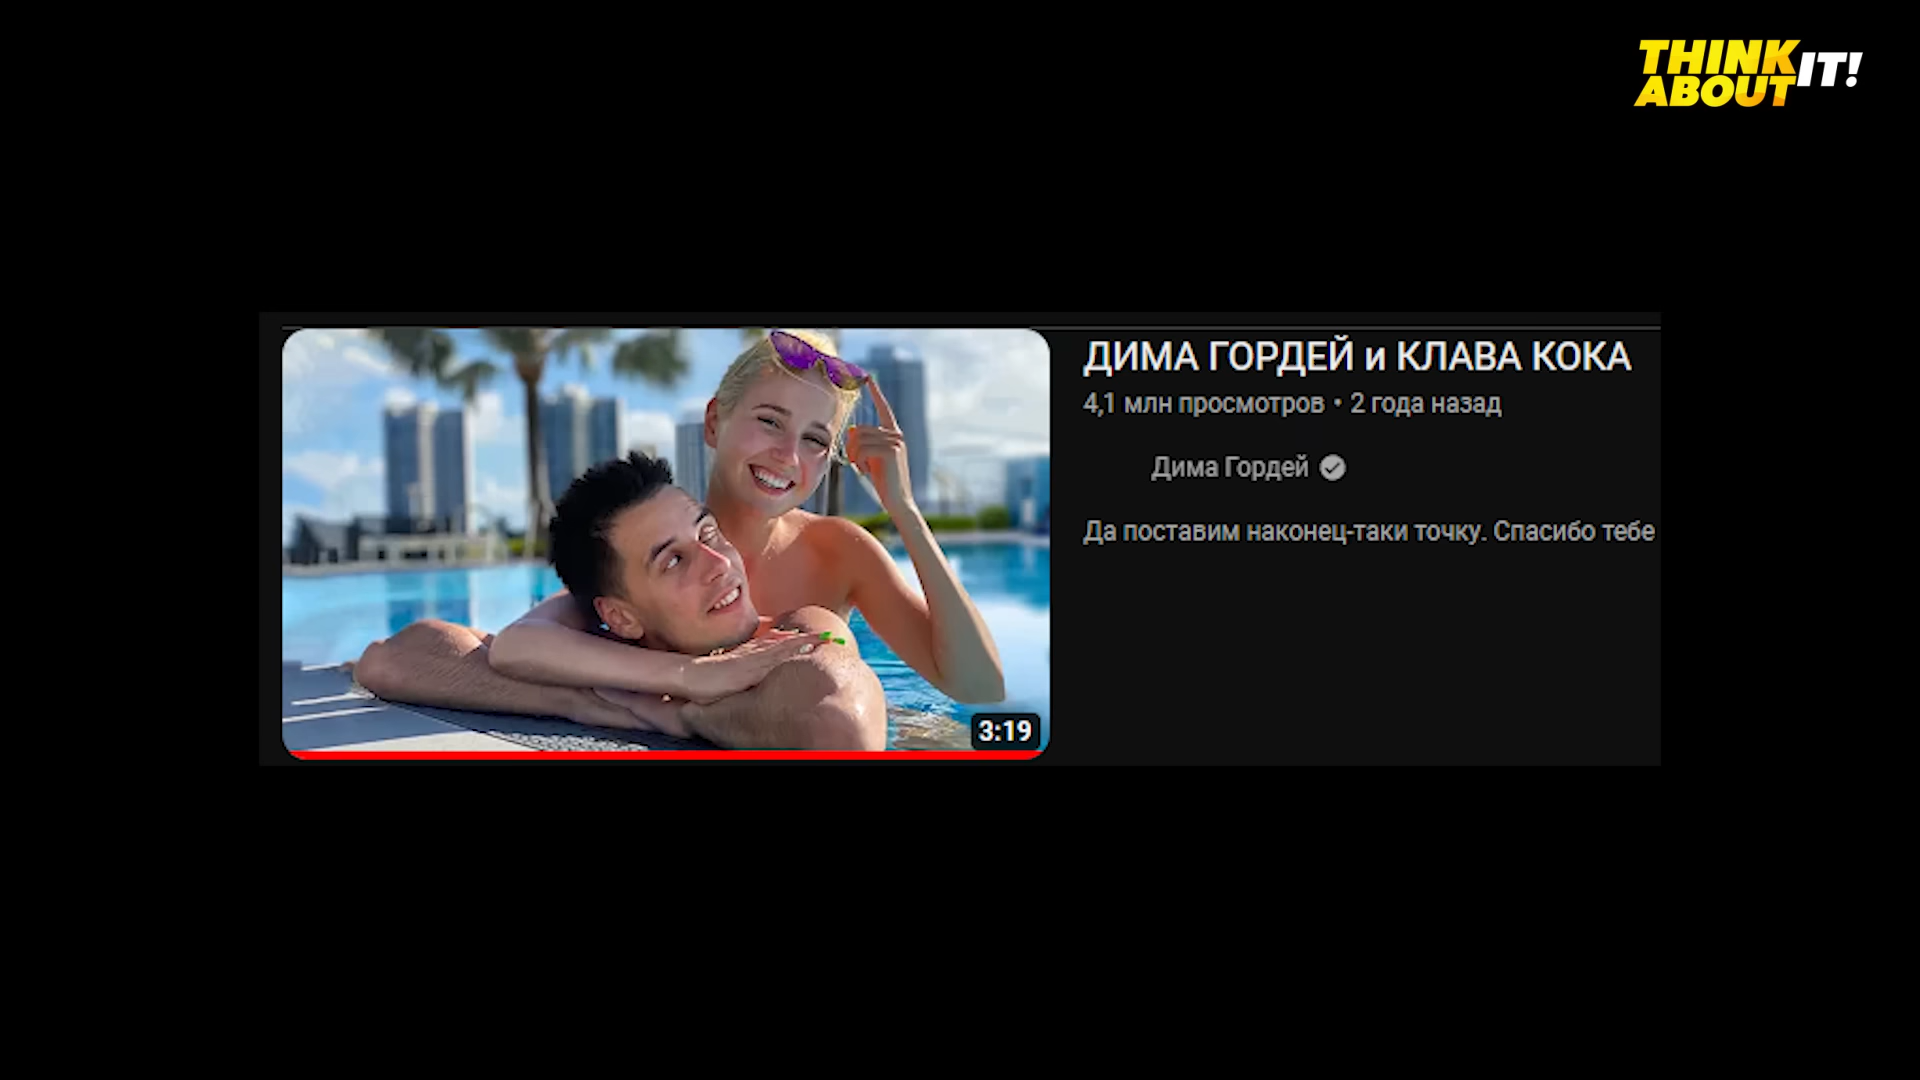 THINK
ABOUT IT!
ДИМА ГОРДЕЙ и КЛАВА КОКА
4,1 млн просмотров • 2 года назад
Дима Гордей
Да поставим наконец-таки точку. Спасибо тебе
3:19